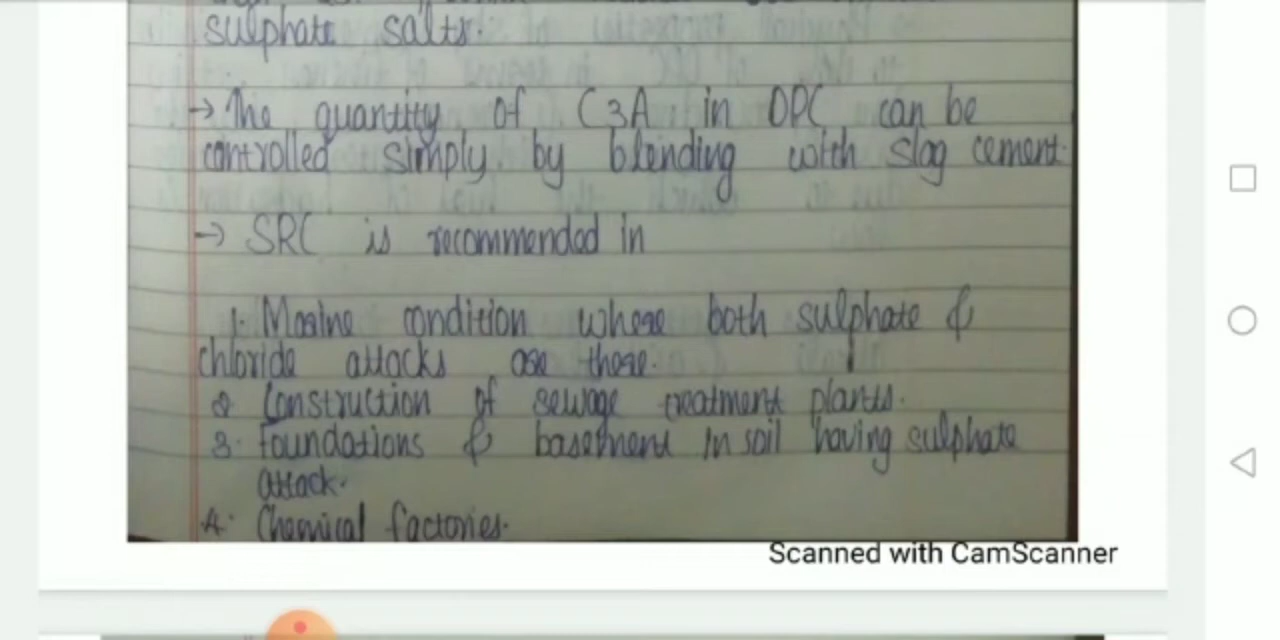 sulphate salts.
→ The quantity of C3A in OPC can be
controlled simply by blending with slag cement.
→ SRC is recommended in
1. Marine condition where both sulphate &
chloride attacks are there.
2 Construction of sewage treatment plants.
3. Foundations & basement in soil having sulphate
attack.
4. Chemical factories.
Scanned with CamScanner